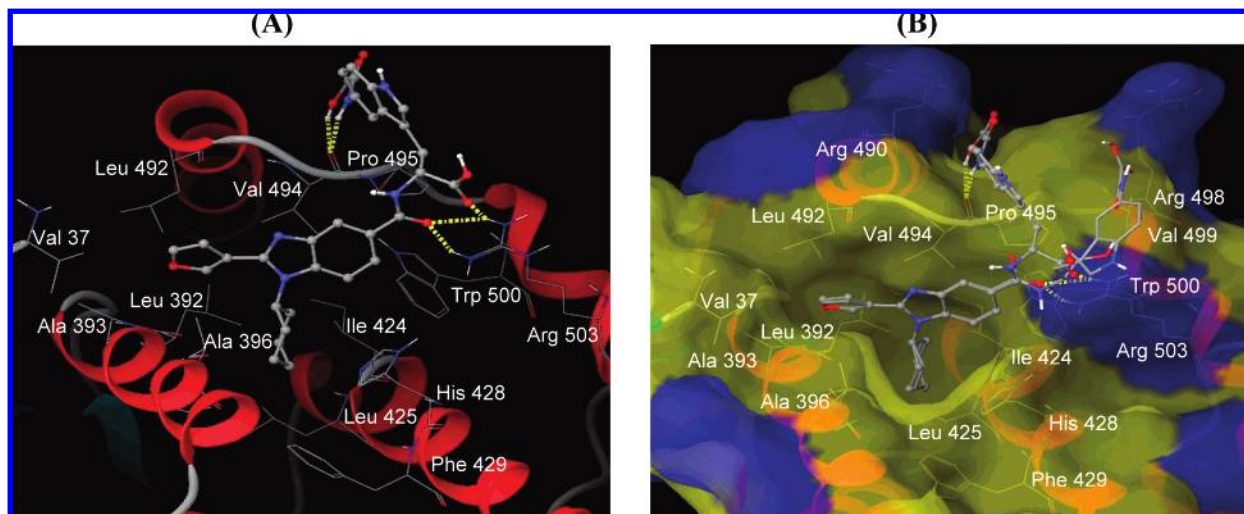 (A)
Leu 492
Val 494
Pro 495
Val 37
Leu 392
Ala 393
Ala 396
Ile 424
Trp 500
Arg 503
His 428
Leu 425
Phe 429
(B)
Arg 490
Leu 492
Pro 495
Arg 498
Val 494
Val 499
Val 37
Trp 500
Leu 392
Ala 393
Ile 424
Arg 503
Ala 396
Leu 425
His 428
Phe 429